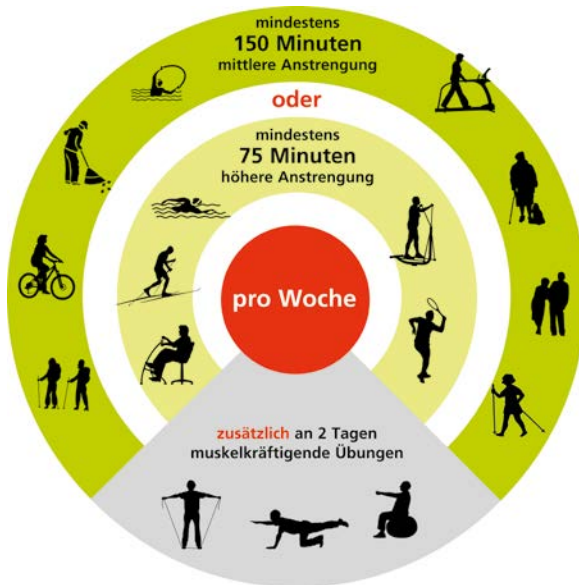 mindestens
150 Minuten
mittlere Anstrengung
oder
mindestens
75 Minuten
höhere Anstrengung
pro Woche
zusätzlich an 2 Tagen
muskelkräftigende Übungen